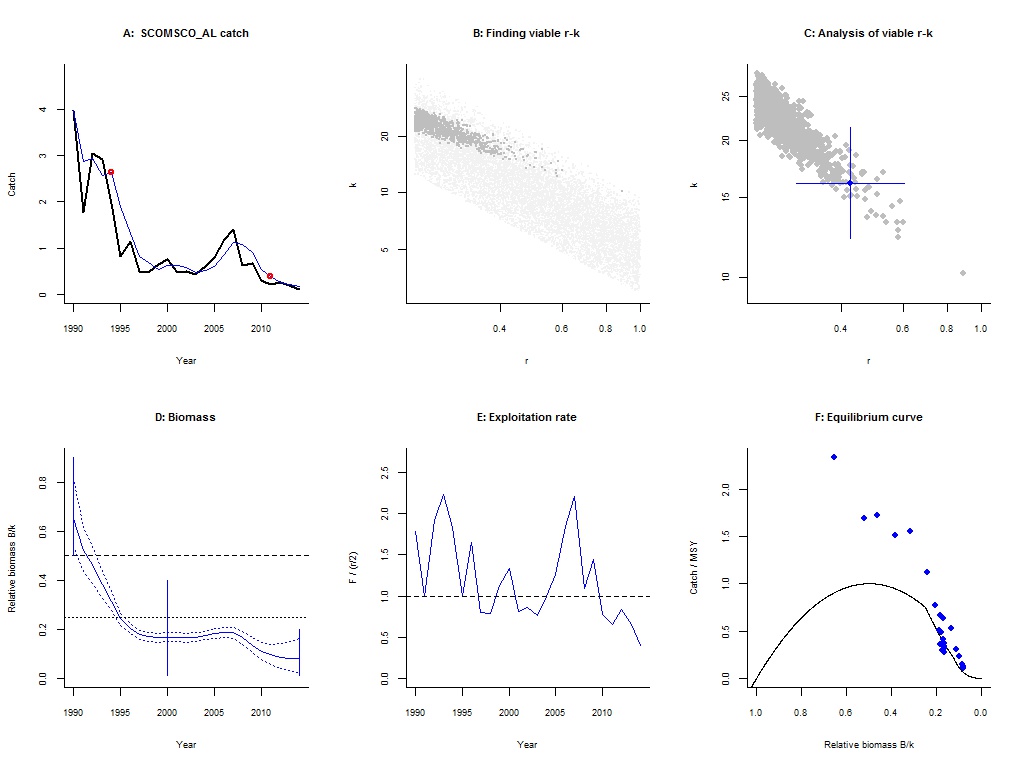 A: SCOMSCO_AL catch
Catch
4
3
2
1
0
1990 1995 2000 2005 2010
Year
B: Finding viable r-k
k
20
10
5
0.4 0.6 0.8 1.0
r
C: Analysis of viable r-k
k
25
20
15
10
0.4 0.6 0.8 1.0
r
D: Biomass
Relative biomass B/k
0.8
0.6
0.4
0.2
0.0
1990 1995 2000 2005 2010
Year
E: Exploitation rate
F / (r/2)
2.5
2.0
1.5
1.0
0.5
0.0
1990 1995 2000 2005 2010
Year
F: Equilibrium curve
Catch / MSY
2.0
1.5
1.0
0.5
0.0
1.0 0.8 0.6 0.4 0.2 0.0
Relative biomass B/k